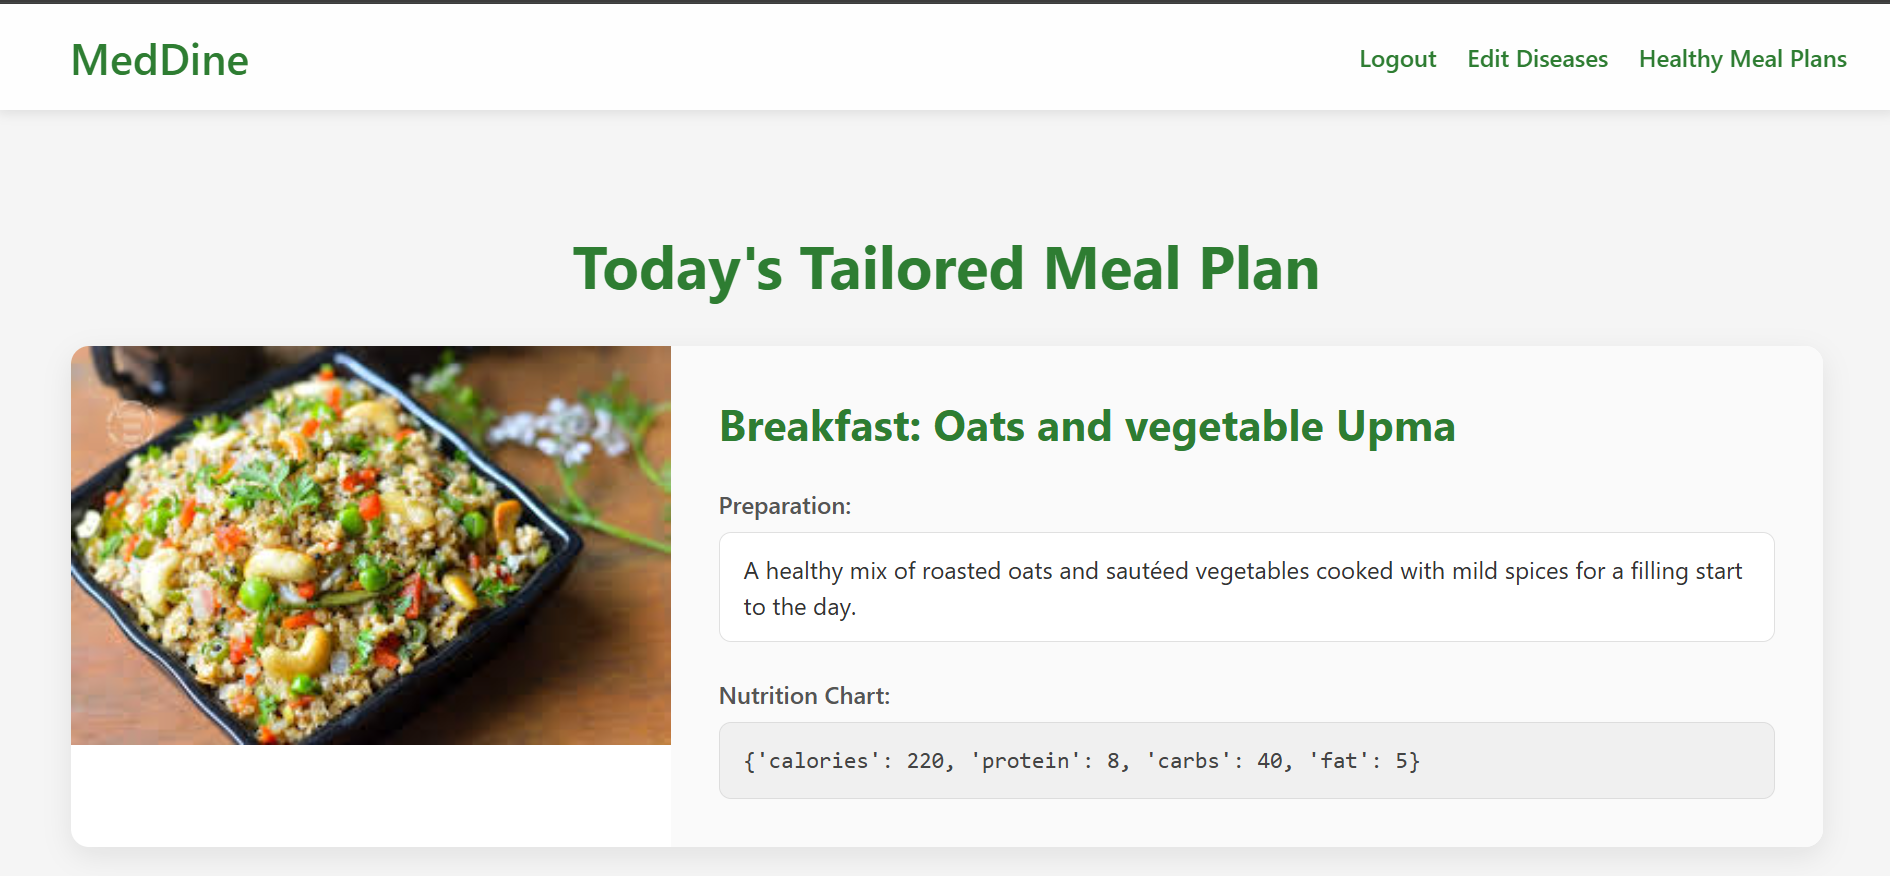 MedDine
Logout Edit Diseases Healthy Meal Plans
Today's Tailored Meal Plan
Breakfast: Oats and vegetable Upma
Preparation:
A healthy mix of roasted oats and sautéed vegetables cooked with mild spices for a filling start
to the day.
Nutrition Chart:
{'calories': 220, 'protein': 8, 'carbs': 40, 'fat': 5}